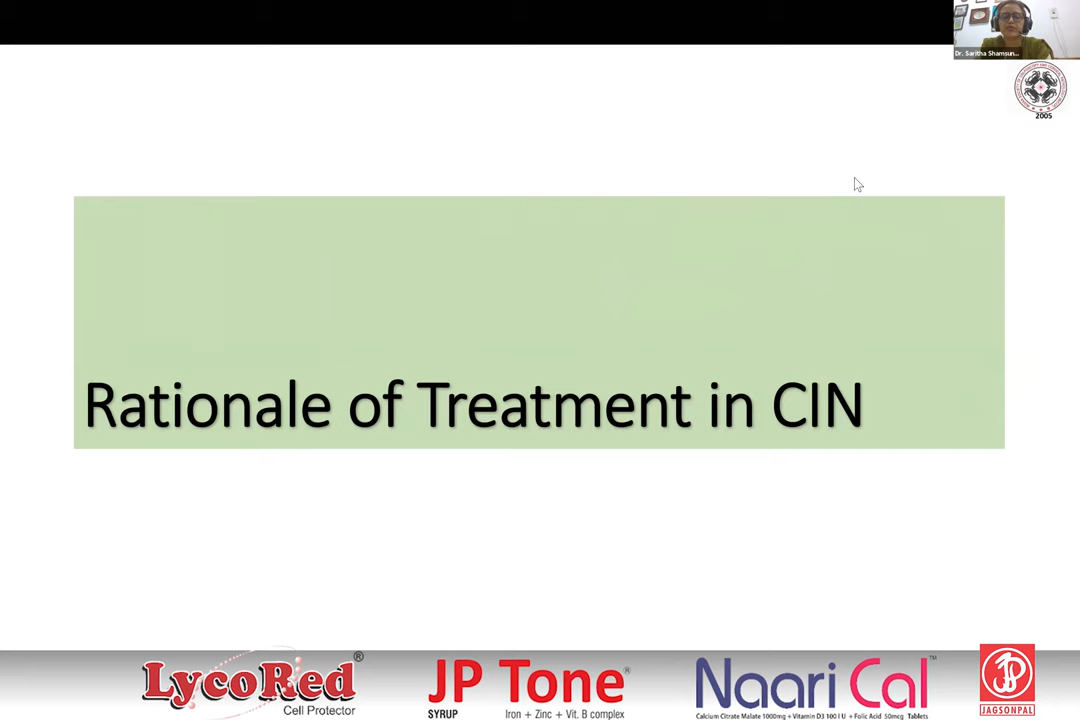 Dr. Saritha Shamsun...
2005
Rationale of Treatment in CIN
LycoRed®
Cell Protector
JP Tone®
SYRUP Iron + Zinc + Vit. B complex
Naari Cal™
Calcium Citrate Malate 1000mg + Vitamin D3 100 I U + Folic Acid 50mcg Tablets
JAGSONPAL